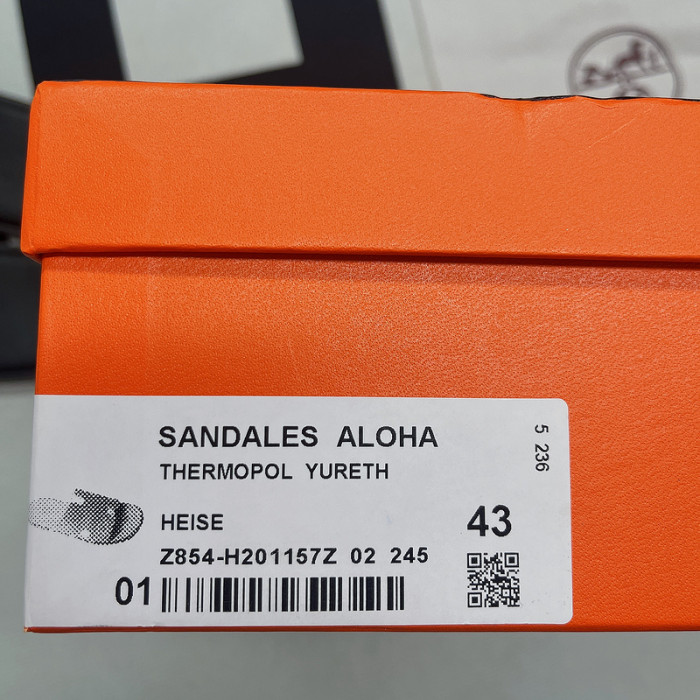 SANDALES ALOHA
THERMOPOL YURETH
HEISE
43
Z854-H201157Z 02 245
01
5 236